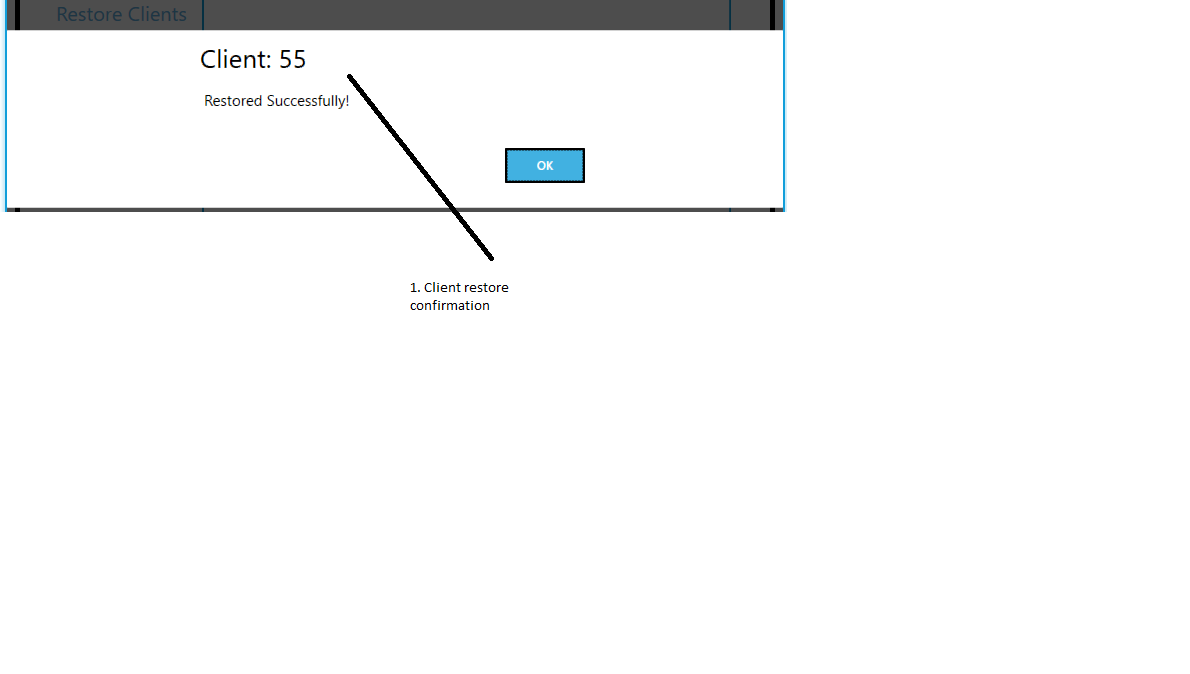 Restore Clients
Client: 55
Restored Successfully!
OK
1. Client restore
confirmation